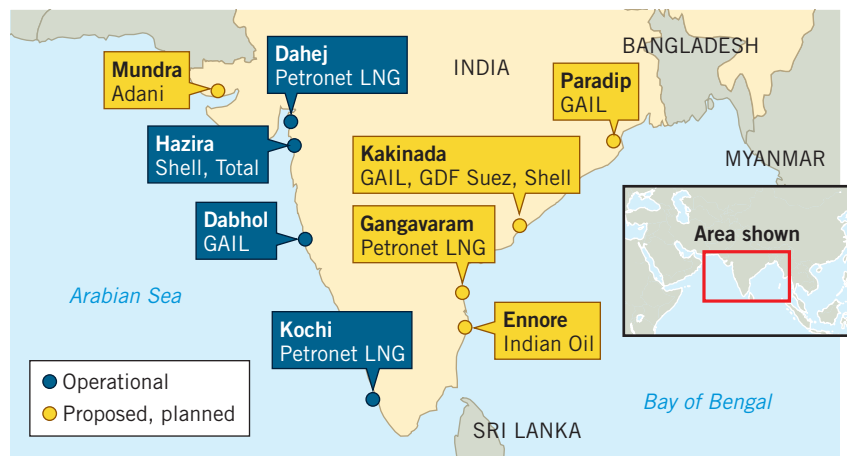 BANGLADESH
Dahej
Petronet LNG
INDIA
Mundra
Adani
Paradip
GAIL
Hazira
Shell, Total
Kakinada
GAIL, GDF Suez, Shell
MYANMAR
Dabhol
GAIL
Gangavaram
Petronet LNG
Area shown
Arabian Sea
Kochi
Petronet LNG
Ennore
Indian Oil
Operational
Proposed, planned
Bay of Bengal
SRI LANKA